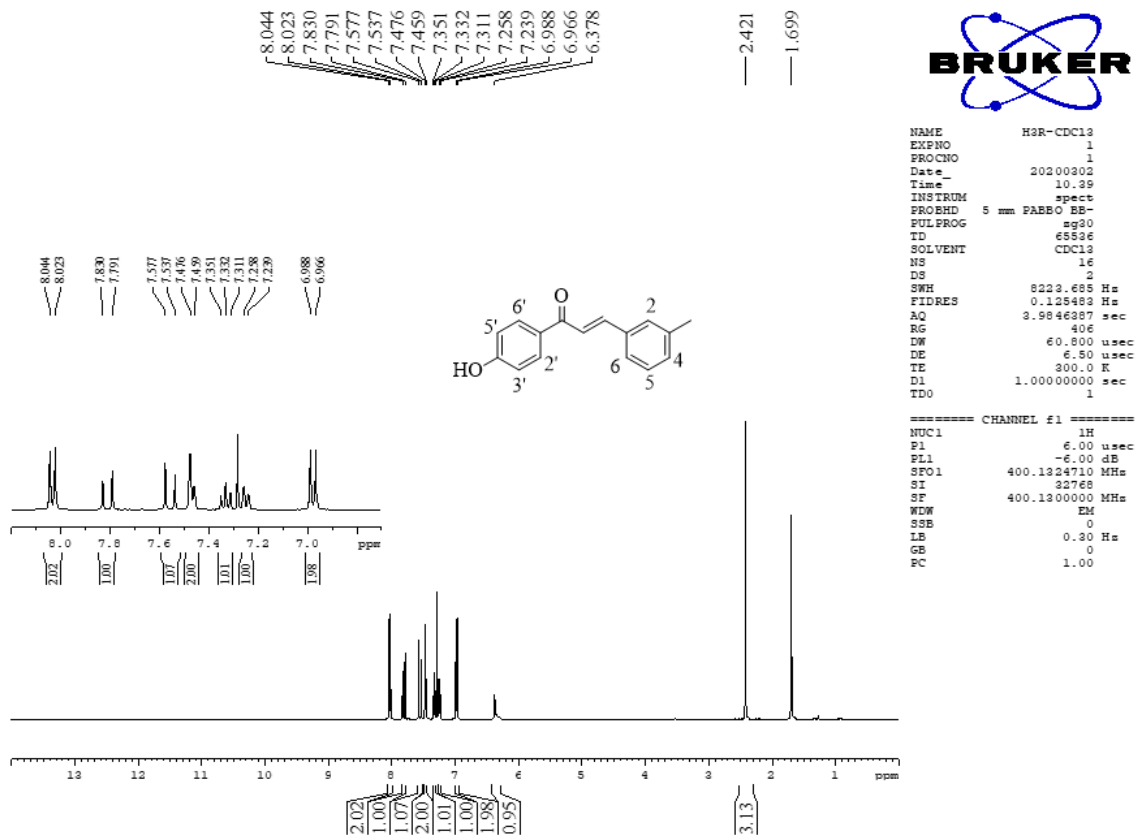 8.044
8.023
7.830
7.791
7.577
7.537
7.476
7.459
7.351
7.332
7.311
7.258
7.239
6.988
6.966
6.378
2.421
1.699
BRUKER
NAME H3R-CDCl3
EXPNO 1
PROCNO 1
Date_ 20200302
Time 10.39
INSTRUM spect
PROBHD 5 mm PABBO BB-
PULPROG zg30
TD 65536
SOLVENT CDCl3
NS 16
DS 2
SWH 8223.685 Hz
FIDRES 0.125483 Hz
AQ 3.9846387 sec
RG 406
DW 60.800 usec
DE 6.50 usec
TE 300.0 K
D1 1.00000000 sec
TD0 1
======== CHANNEL f1 ========
NUC1 1H
P1 6.00 usec
PL1 -6.00 dB
SFO1 400.1324710 MHz
SI 32768
SF 400.1300000 MHz
WDW EM
SSB 0
LB 0.30 Hz
GB 0
PC 1.00
8.044
8.023
7.830
7.791
7.577
7.537
7.476
7.459
7.351
7.332
7.311
7.258
7.239
6.988
6.966
O
6'
5'
2'
3'
HO
2
4
5
6
8.0 7.8 7.6 7.4 7.2 7.0 ppm
2.02
1.00
1.07
2.00
1.01
1.00
1.98
13 12 11 10 9 8 7 6 5 4 3 2 1 ppm
2.02
1.00
1.07
2.00
1.01
1.00
1.98
0.95
3.13